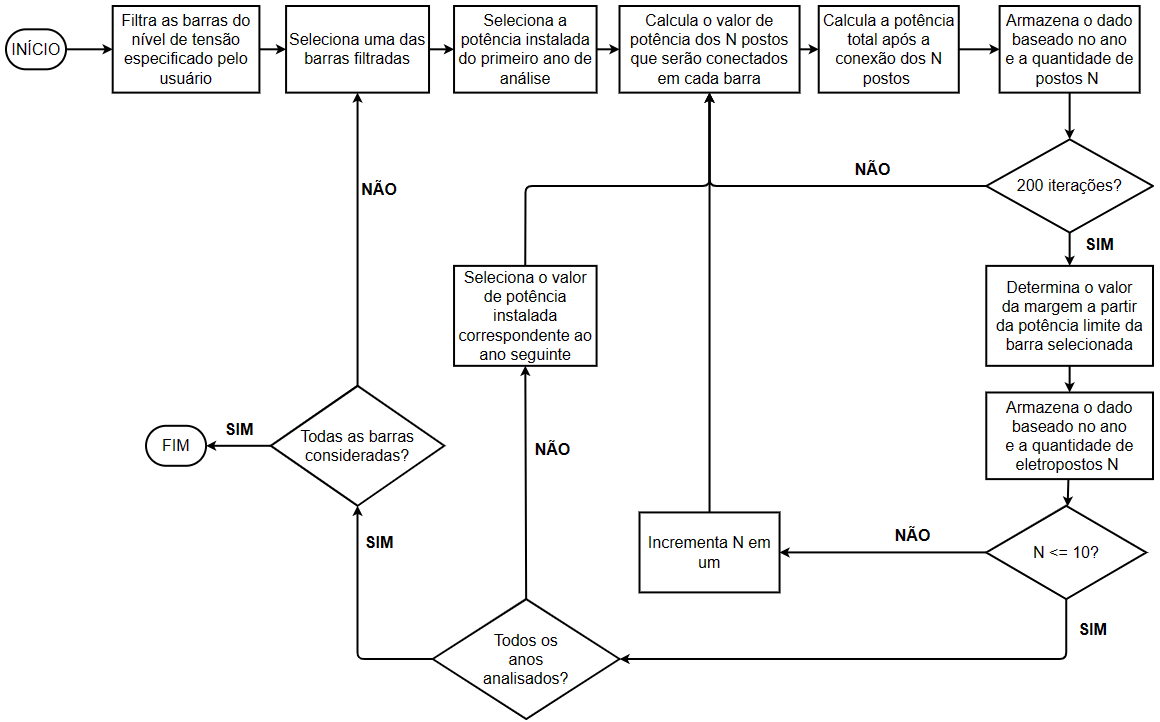 INÍCIO
Filtra as barras do
nível de tensão
especificado pelo
usuário
Seleciona uma das
barras filtradas
Seleciona a
potência instalada
do primeiro ano de
análise
Calcula o valor de
potência dos N postos
que serão conectados
em cada barra
Calcula a potência
total após a
conexão dos N
postos
Armazena o dado
baseado no ano
e a quantidade de
postos N
200 iterações?
NÃO
SIM
Determina o valor
da margem a partir
da potência limite da
barra selecionada
Armazena o dado
baseado no ano
e a quantidade de
eletropostos N
N <= 10?
NÃO
Incrementa N em
um
SIM
Todos os
anos
analisados?
NÃO
Seleciona o valor
de potência
instalada
correspondente ao
ano seguinte
SIM
Todas as barras
consideradas?
NÃO
SIM
FIM